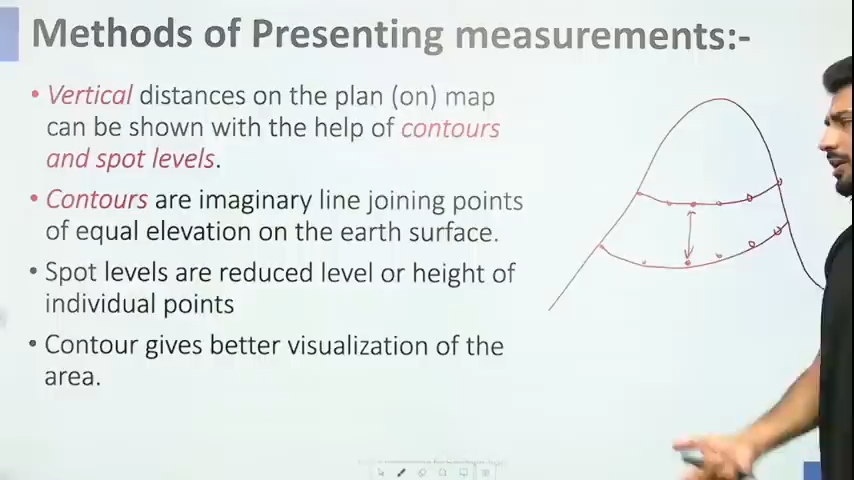 Methods of Presenting measurements:-
• Vertical distances on the plan (on) map
can be shown with the help of contours
and spot levels.
• Contours are imaginary line joining points
of equal elevation on the earth surface.
• Spot levels are reduced level or height of
individual points
• Contour gives better visualization of the
area.